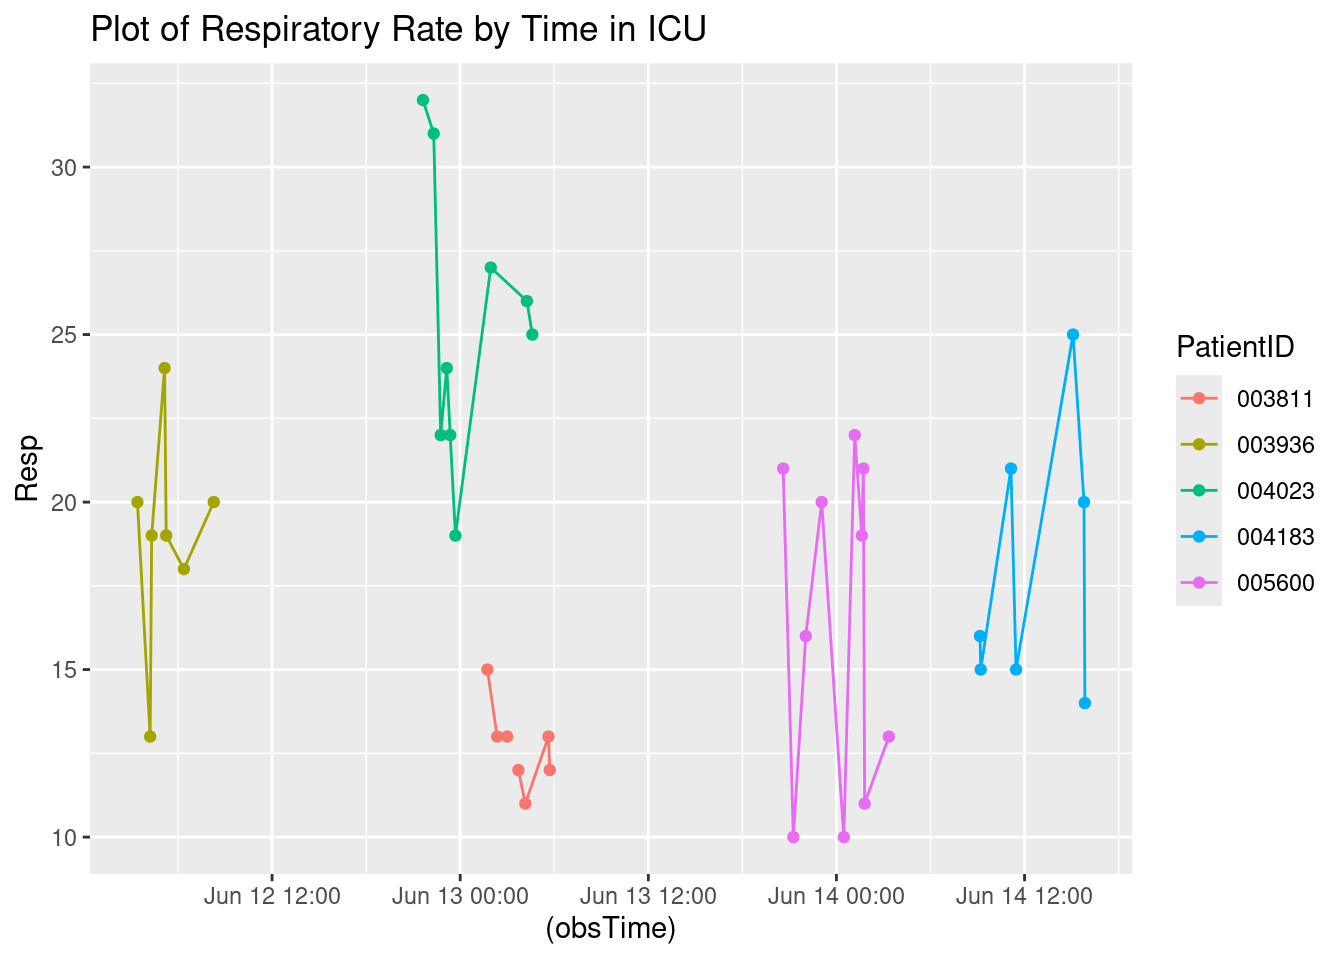 Plot of Respiratory Rate by Time in ICU
Resp
30
25
20
15
10
Jun 12 12:00 Jun 13 00:00 Jun 13 12:00 Jun 14 00:00 Jun 14 12:00
(obsTime)
PatientID
003811
003936
004023
004183
005600